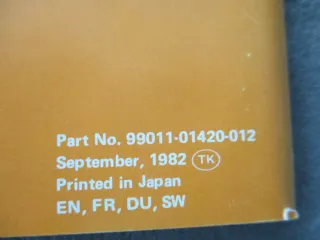 Part No. 99011-01420-012
September, 1982 TK
Printed in Japan
EN, FR, DU, SW